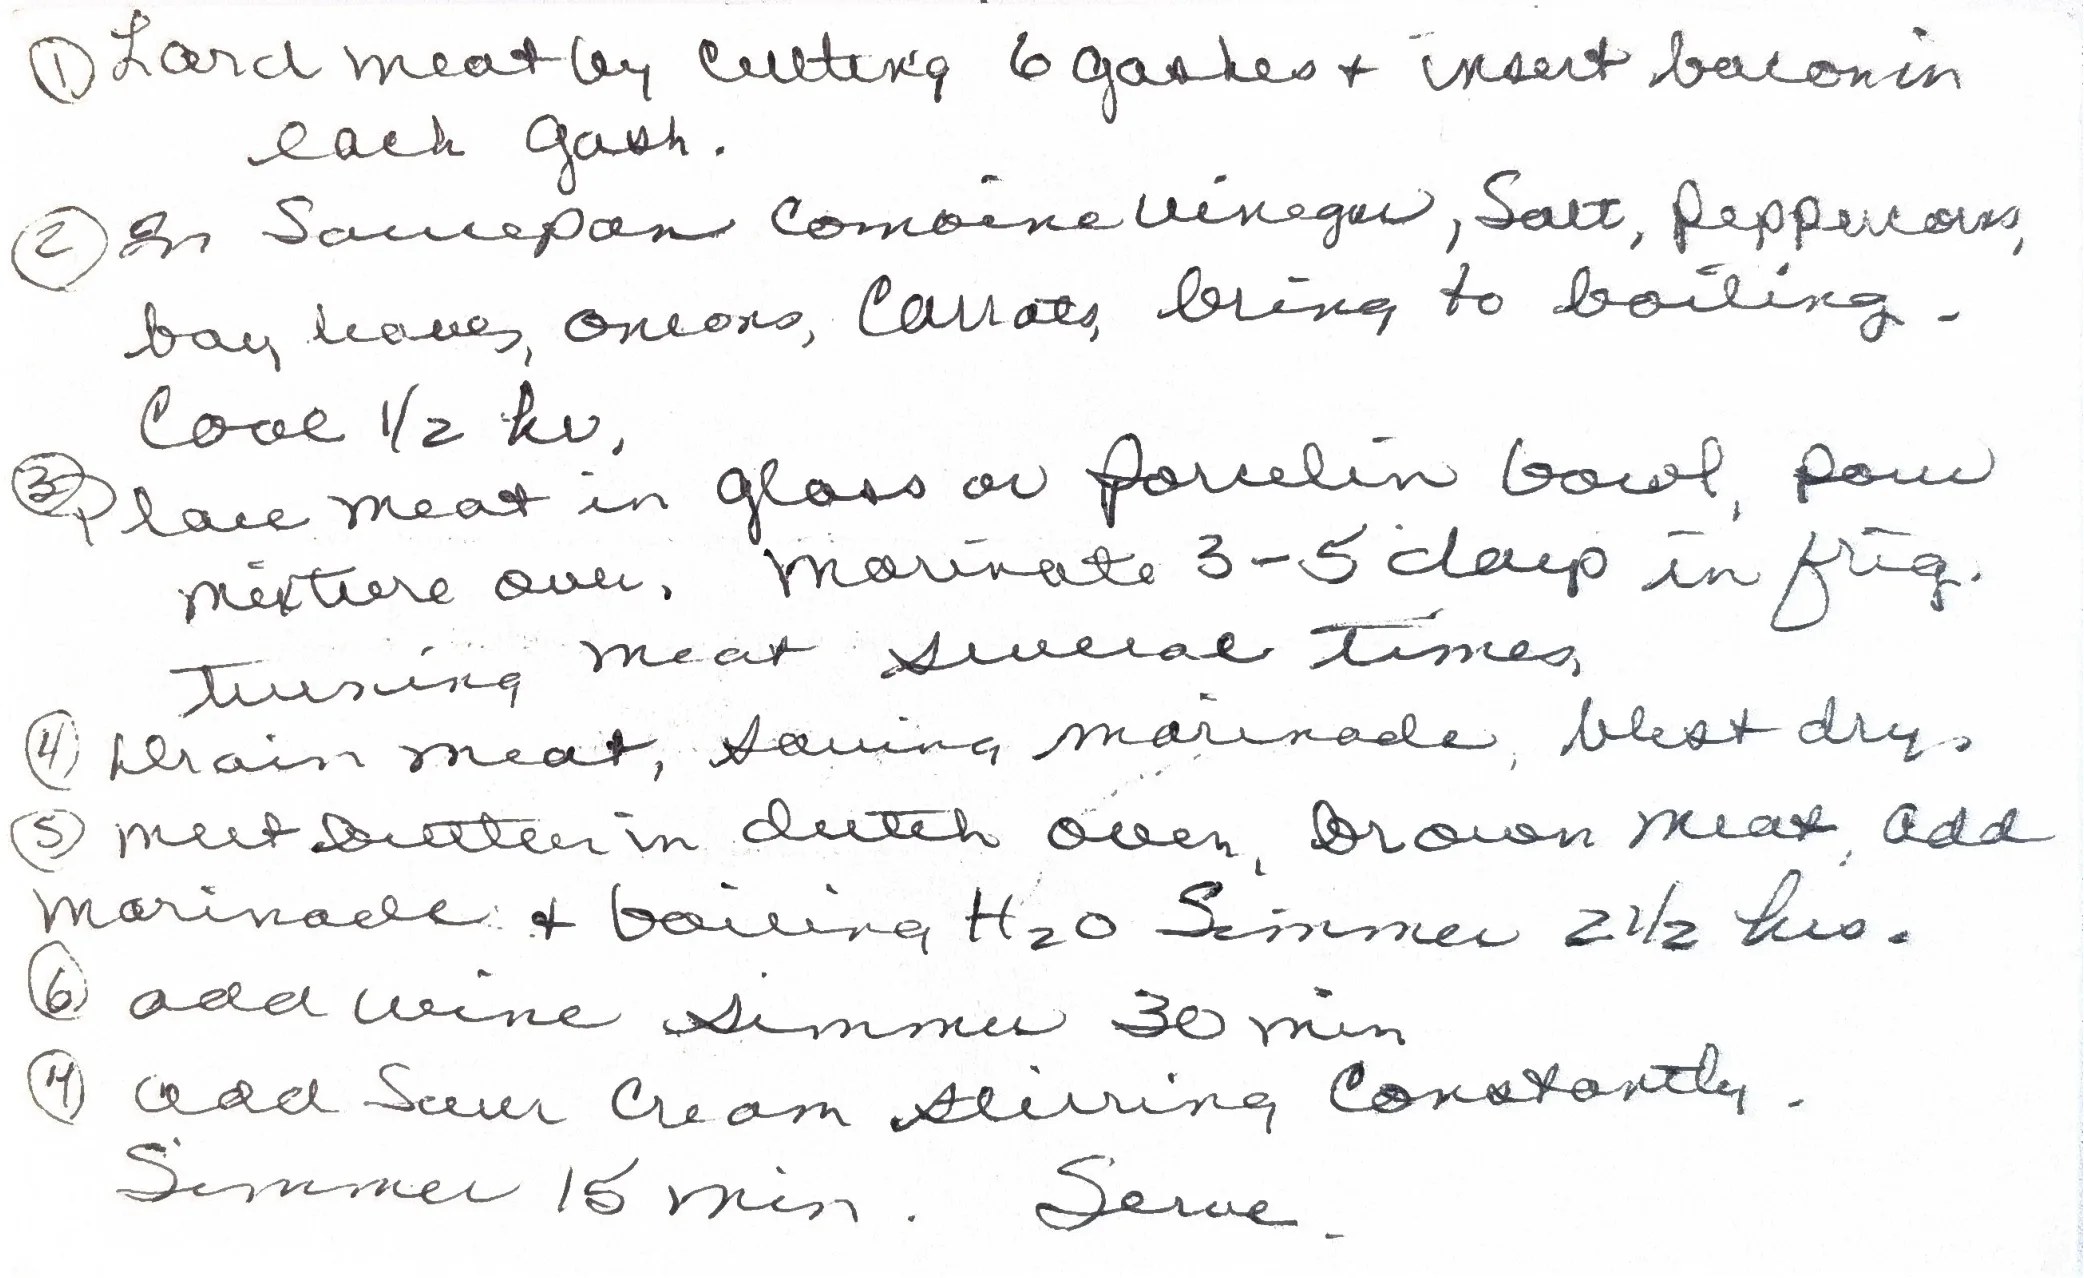 ① Lard meat by cutting 6 gashes + insert bacon in
each gash.
② In Saucepan Combine Vinegar, Salt, Peppercorns,
bay leaves, onions, Carrots, bring to boiling.
Cool 1/2 hr.
③ Place meat in glass or porcelin bowl, pour
mixture over. Marinate 3-5 days in frig.
turning meat several times.
④ Drain meat, saving marinade, blot dry.
⑤ melt butter in dutch oven, brown meat, add
marinade + boiling H2O Simmer 2 1/2 hrs.
⑥ add wine simmer 30 min
⑦ add Sour Cream stirring Constantly.
Simmer 15 min. Serve.